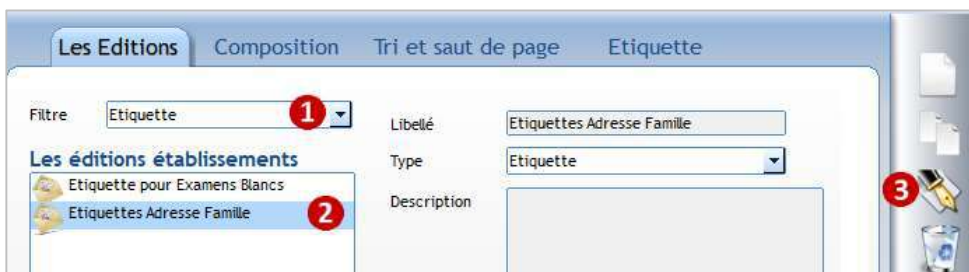 Les Editions Composition Tri et saut de page Etiquette
Filtre Etiquette 1
Libellé Etiquettes Adresse Famille
Les éditions établissements
Type Etiquette
Etiquette pour Examens Blancs
Etiquettes Adresse Famille 2
Description
3